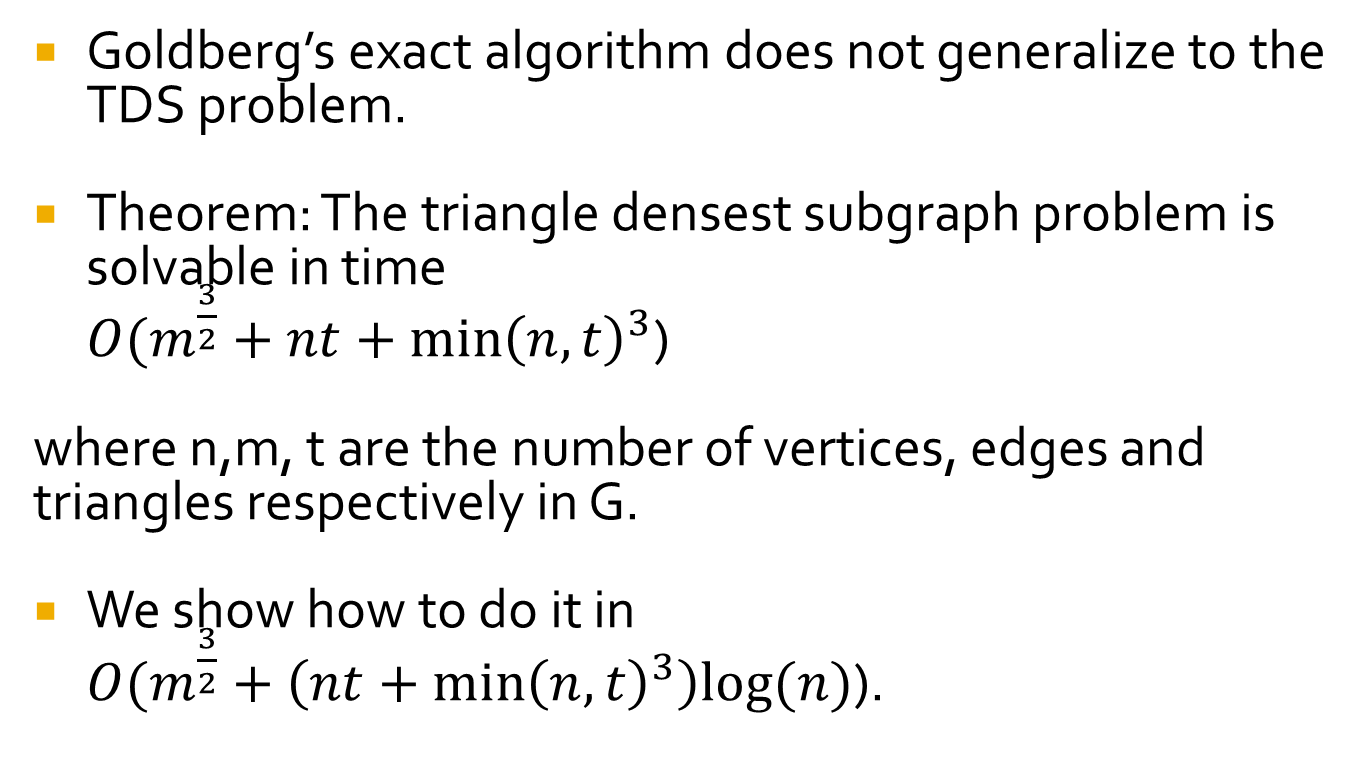 ▪ Goldberg’s exact algorithm does not generalize to the
TDS problem.
▪ Theorem: The triangle densest subgraph problem is
solvable in time
$O(m^{\frac{3}{2}} + nt + \min(n, t)^3)$
where n,m, t are the number of vertices, edges and
triangles respectively in G.
▪ We show how to do it in
$O(m^{\frac{3}{2}} + (nt + \min(n, t)^3)\log(n)).$